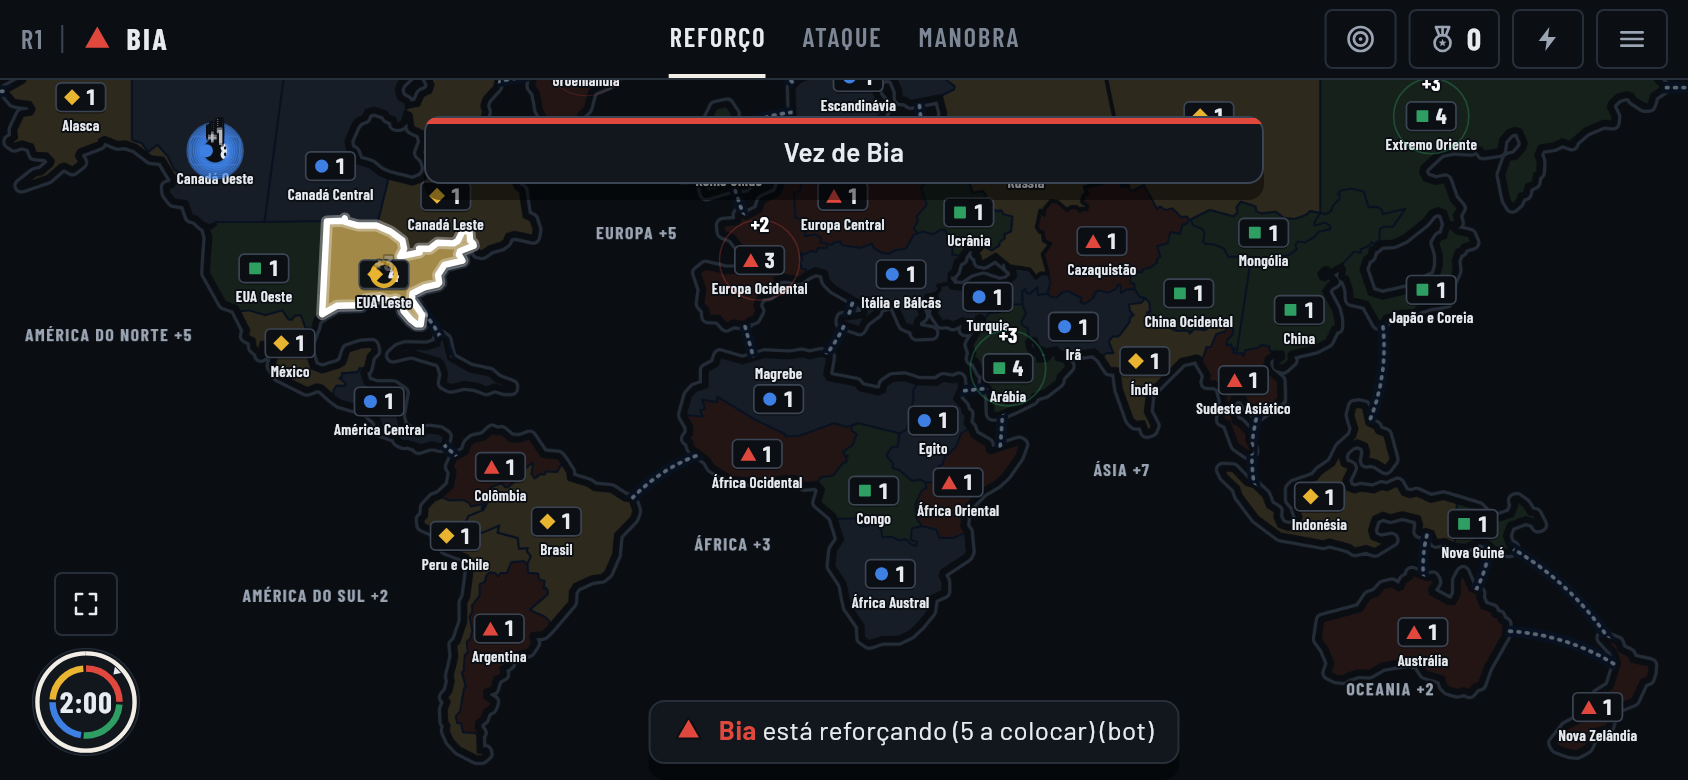 R1 BIA REFORÇO ATAQUE MANOBRA 0
+3
Escandinávia
1 Alasca
4 Extremo Oriente
Vez de Bia
Canadá Oeste
1 Canadá Central
1 Canadá Leste
1 Europa Central
+2
EUROPA +5
1 Ucrânia
1 Mongólia
1 Cazaquistão
3 Europa Ocidental
1 EUA Oeste
EUA Leste
1 Itália e Bálcãs
1 Turquia
1 China Ocidental
1 China
1 Japão e Coreia
AMÉRICA DO NORTE +5
1 México
+3
1 Irã
4 Arábia
1 Índia
Magrebe 1
1 Sudeste Asiático
1 América Central
1 Egito
1 Colômbia
1 África Ocidental
ÁSIA +7
1 Congo
1 África Oriental
1 Indonésia
1 Nova Guiné
1 Peru e Chile
1 Brasil
ÁFRICA +3
1 África Austral
AMÉRICA DO SUL +2
1 Argentina
1 Austrália
OCEANIA +2
1 Nova Zelândia
2:00
Bia está reforçando (5 a colocar) (bot)